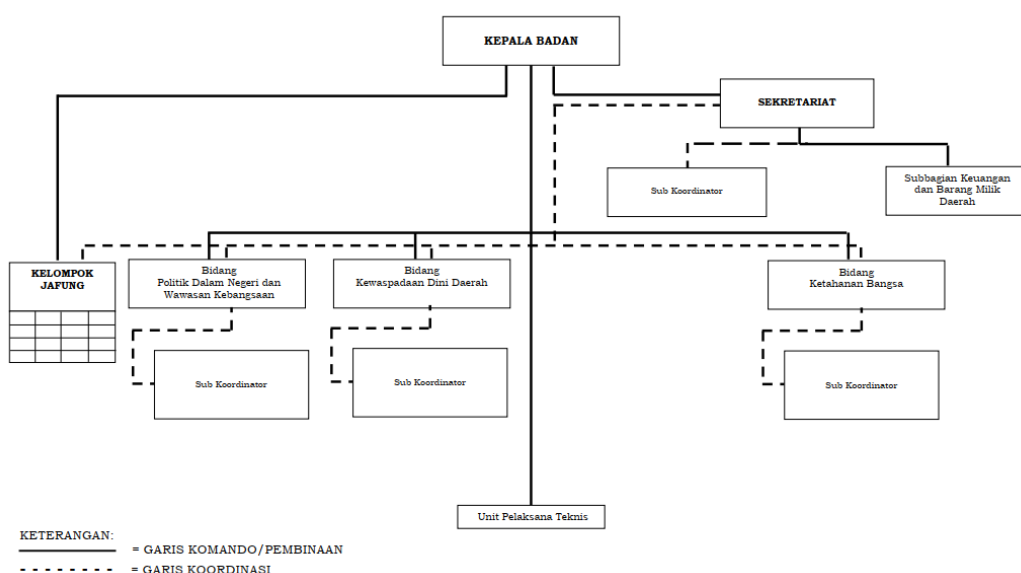 KEPALA BADAN
SEKRETARIAT
Sub Koordinator
Subbagian Keuangan
dan Barang Milik
Daerah
KELOMPOK
JAFUNG
Bidang
Politik Dalam Negeri dan
Wawasan Kebangsaan
Bidang
Kewaspadaan Dini Daerah
Bidang
Ketahanan Bangsa
Sub Koordinator
Sub Koordinator
Sub Koordinator
Unit Pelaksana Teknis
KETERANGAN:
= GARIS KOMANDO/PEMBINAAN
= GARIS KOORDINASI